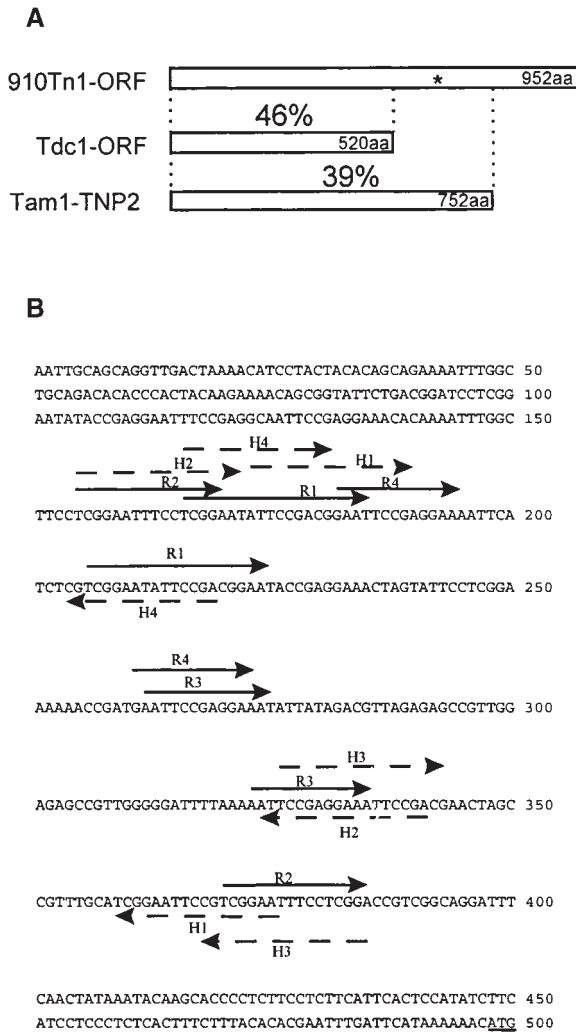 A
910Tn1-ORF
*
952aa
46%
Tdc1-ORF
520aa
39%
Tam1-TNP2
752aa
B
AATTGCAGCAGGTTGACTAAAACATCCTACTACACAGCAGAAAATTTGGC 50
TGCAGACACACCCACTACAAGAAAACAGCGGTATTCTGACGGATCCTCGG 100
AATATACCGAGGAATTTCCGAGGCAATTCCGAGGAAACACAAAATTTGGC 150
H4
H2
H1
R2
R4
R1
TTCCTCGGAATTTCCTCGGAATATTCCGACGGAATTCCGAGGAAAATTCA 200
R1
TCTCGTCGGAATATTCCGACGGAATACCGAGGAAACTAGTATTCCTCGGA 250
H4
R4
R3
AAAAACCGATGAATTCCGAGGAAATATTATAGACGTTAGAGAGCCGTTGG 300
H3
R3
AGAGCCGTTGGGGGATTTTAAAAATTCCGAGGAAATTCCGACGAACTAGC 350
H2
R2
CGTTTGCATCGGAATTCCGTCGGAATTTCCTCGGACCGTCGGCAGGATTT 400
H1
H3
CAACTATAAATACAAGCACCCCTCTTCCTCTTCATTCACTCCATATCTTC 450
ATCCTCCCTCTCACTTTCTTTACACACGAATTTGATTCATAAAAAACATG 500